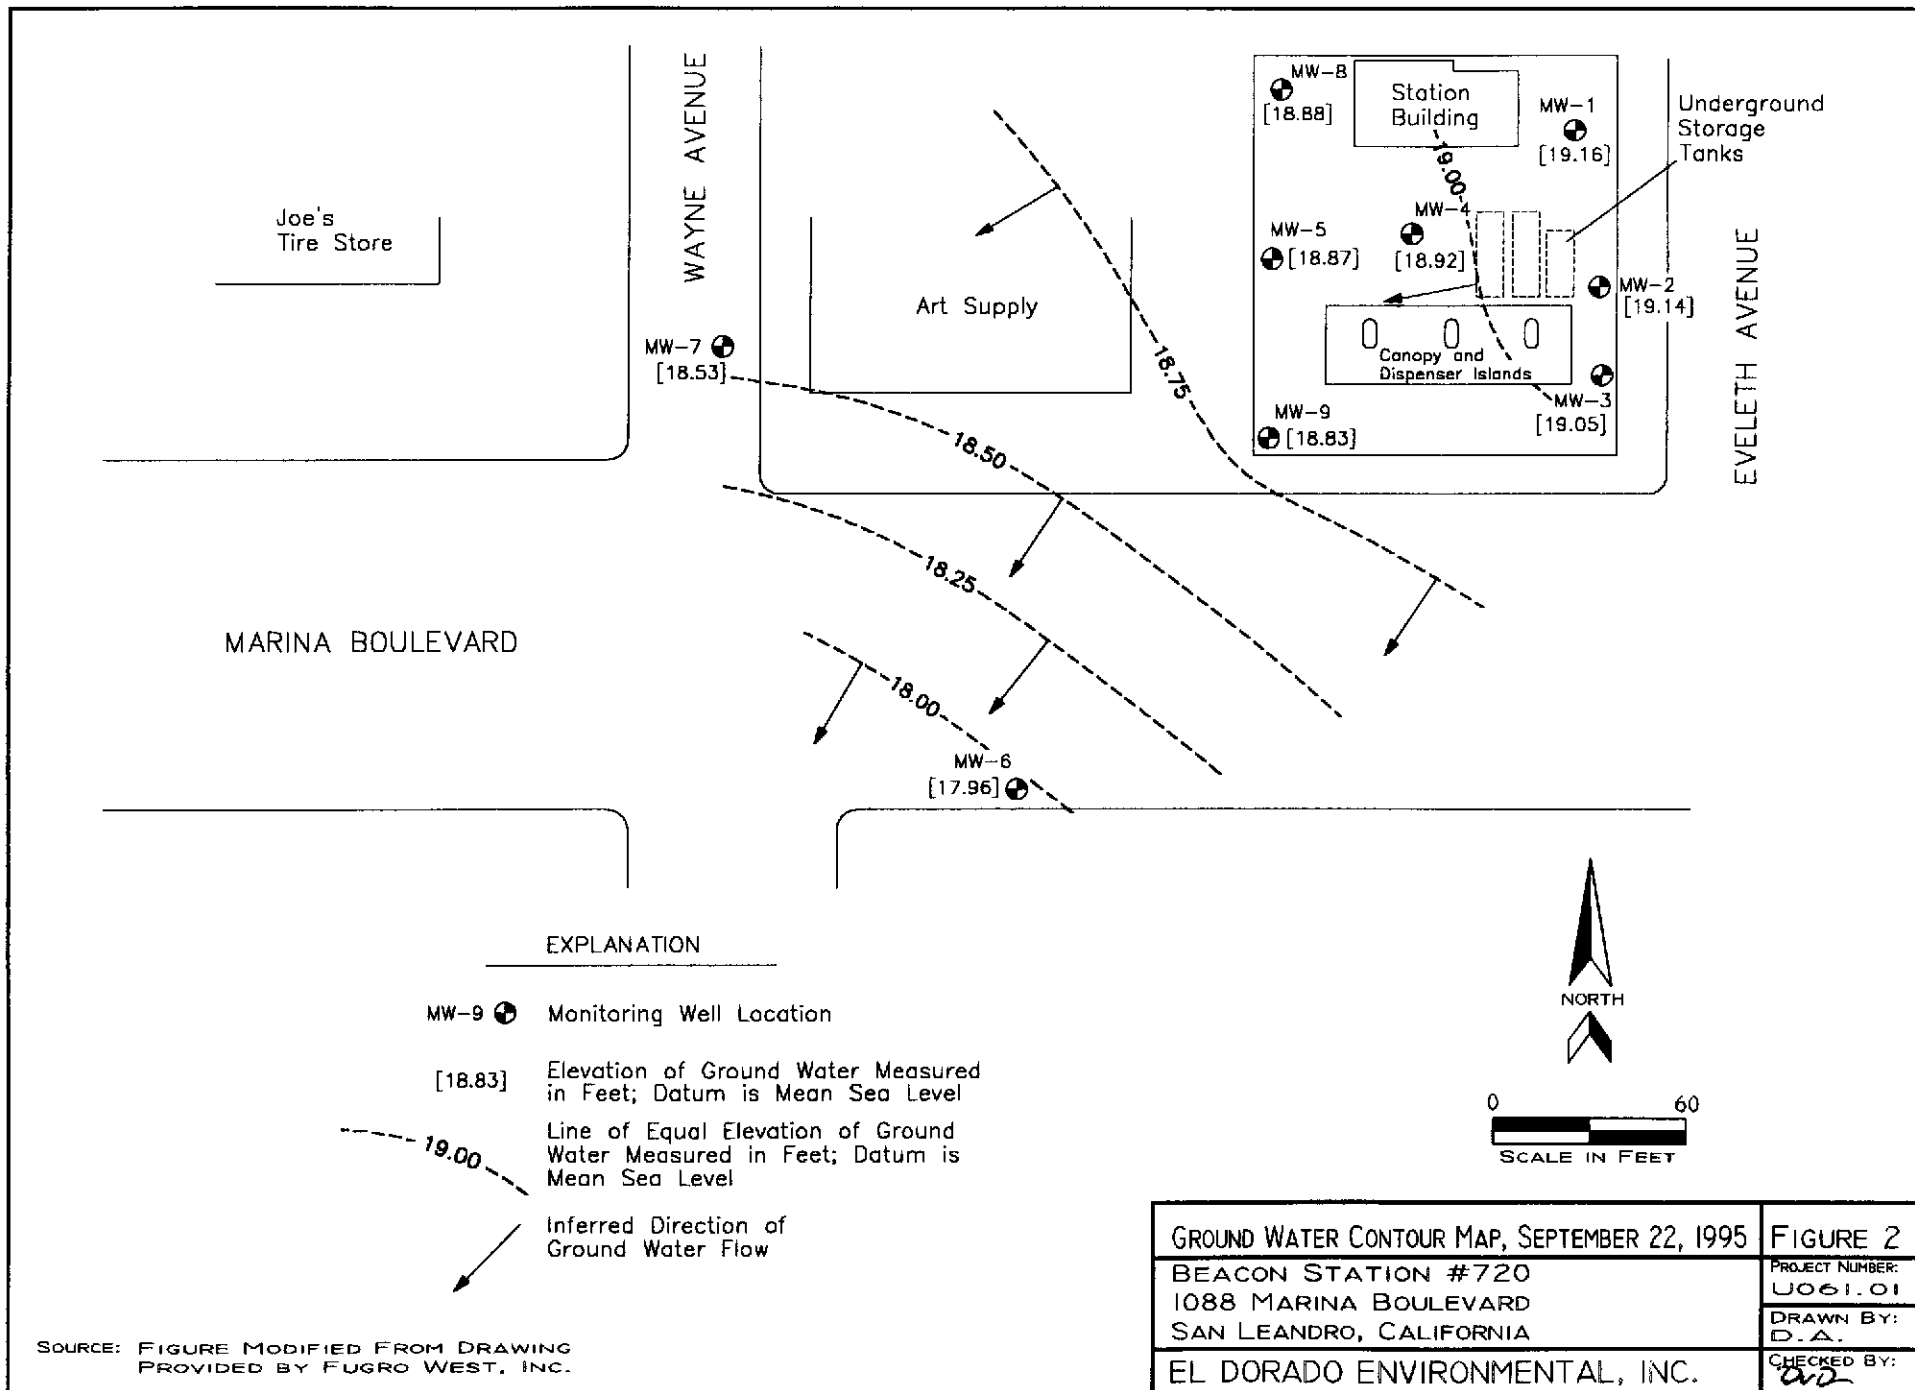 WAYNE AVENUE
MW-8
[18.88]
Station
Building
MW-1
[19.16]
Underground
Storage
Tanks
19.00
Joe's
Tire Store
MW-4
[18.92]
MW-5
[18.87]
MW-2
[19.14]
EVELETH AVENUE
Art Supply
MW-7
[18.53]
18.75
Canopy and
Dispenser Islands
MW-3
[19.05]
MW-9
[18.83]
18.50
18.25
MARINA BOULEVARD
18.00
MW-6
[17.96]
EXPLANATION
MW-9
Monitoring Well Location
[18.83]
Elevation of Ground Water Measured
in Feet; Datum is Mean Sea Level
19.00
Line of Equal Elevation of Ground
Water Measured in Feet; Datum is
Mean Sea Level
Inferred Direction of
Ground Water Flow
NORTH
0 60
SCALE IN FEET
SOURCE: FIGURE MODIFIED FROM DRAWING
PROVIDED BY FUGRO WEST, INC.
GROUND WATER CONTOUR MAP, SEPTEMBER 22, 1995
FIGURE 2
BEACON STATION #720
1088 MARINA BOULEVARD
SAN LEANDRO, CALIFORNIA
PROJECT NUMBER:
U061.01
DRAWN BY:
D.A.
EL DORADO ENVIRONMENTAL, INC.
CHECKED BY: